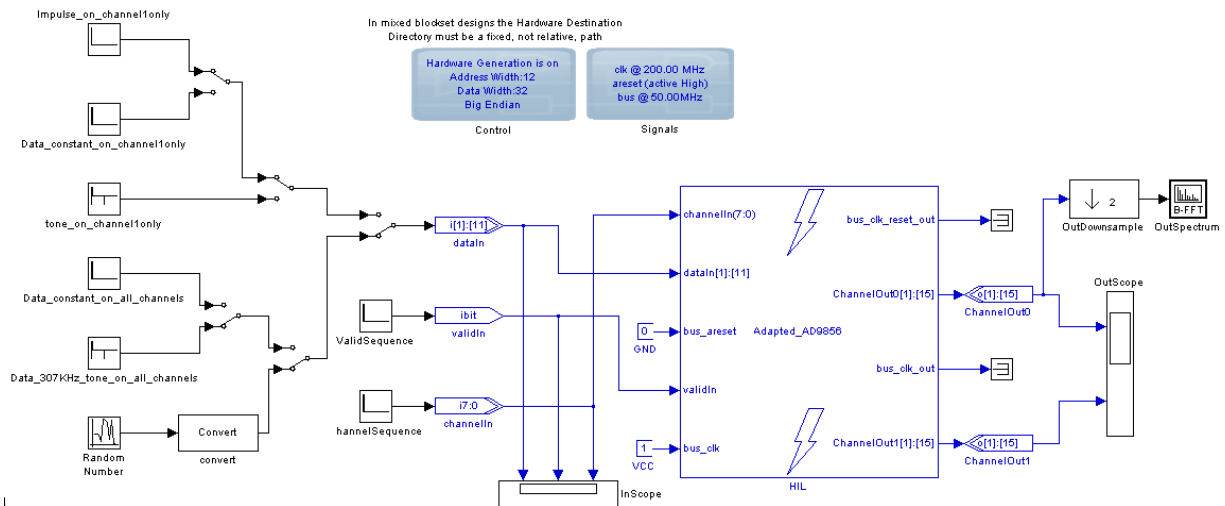 Impulse_on_channel1only
Data_constant_on_channel1only
tone_on_channel1only
Data_constant_on_all_channels
Data_307KHz_tone_on_all_channels
Random
Number
Convert
convert
In mixed blockset designs the Hardware Destination
Directory must be a fixed, not relative, path
Hardware Generation is on
Address Width:12
Data Width:32
Big Endian
Control
clk @ 200.00 MHz
areset (active High)
bus @ 50.00MHz
Signals
i[1]:[11]
dataIn
ValidSequence
ibit
validIn
hannelSequence
i7:0
channelIn
InScope
0
GND
1
VCC
channelIn(7:0)
dataIn[1]:[11]
bus_areset
Adapted_AD9856
validIn
bus_clk
bus_clk_reset_out
ChannelOut0[1]:[15]
bus_clk_out
ChannelOut1[1]:[15]
HIL
o[1]:[15]
ChannelOut0
o[1]:[15]
ChannelOut1
2
OutDownsample
B-FFT
OutSpectrum
OutScope